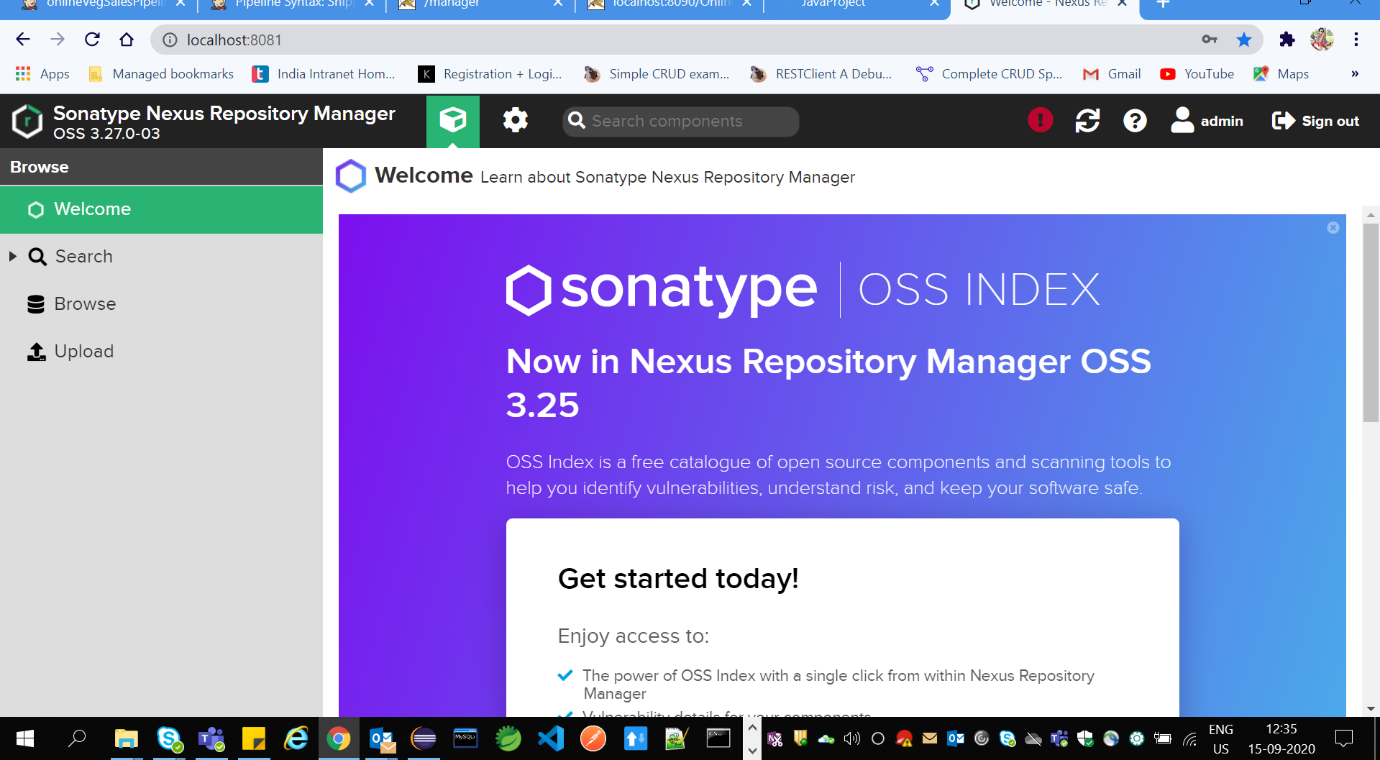 onlineVegSalesPipeli
Pipeline Syntax: Snip
/manager
localhost:8090/Onlin
JavaProject
Welcome - Nexus Re
localhost:8081
Apps
Managed bookmarks
India Intranet Hom...
Registration + Logi...
Simple CRUD exam...
RESTClient A Debu...
Complete CRUD Sp...
Gmail
YouTube
Maps
»
Sonatype Nexus Repository Manager
OSS 3.27.0-03
Search components
admin
Sign out
Browse
Welcome
Search
Browse
Upload
Welcome Learn about Sonatype Nexus Repository Manager
sonatype OSS INDEX
Now in Nexus Repository Manager OSS
3.25
OSS Index is a free catalogue of open source components and scanning tools to
help you identify vulnerabilities, understand risk, and keep your software safe.
Get started today!
Enjoy access to:
The power of OSS Index with a single click from within Nexus Repository
Manager
Vulnerability details for your components
ENG
US
12:35
15-09-2020